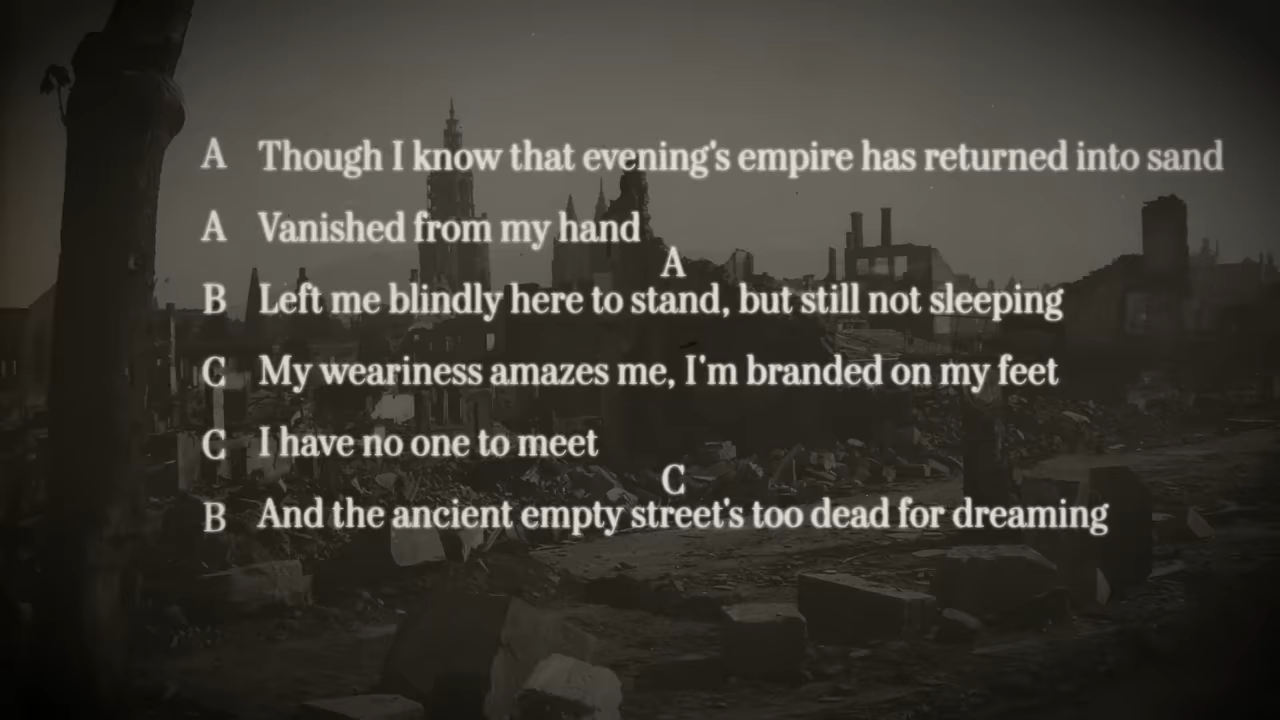 A Though I know that evening's empire has returned into sand
A Vanished from my hand
A
B Left me blindly here to stand, but still not sleeping
C My weariness amazes me, I'm branded on my feet
C I have no one to meet
C
B And the ancient empty street's too dead for dreaming